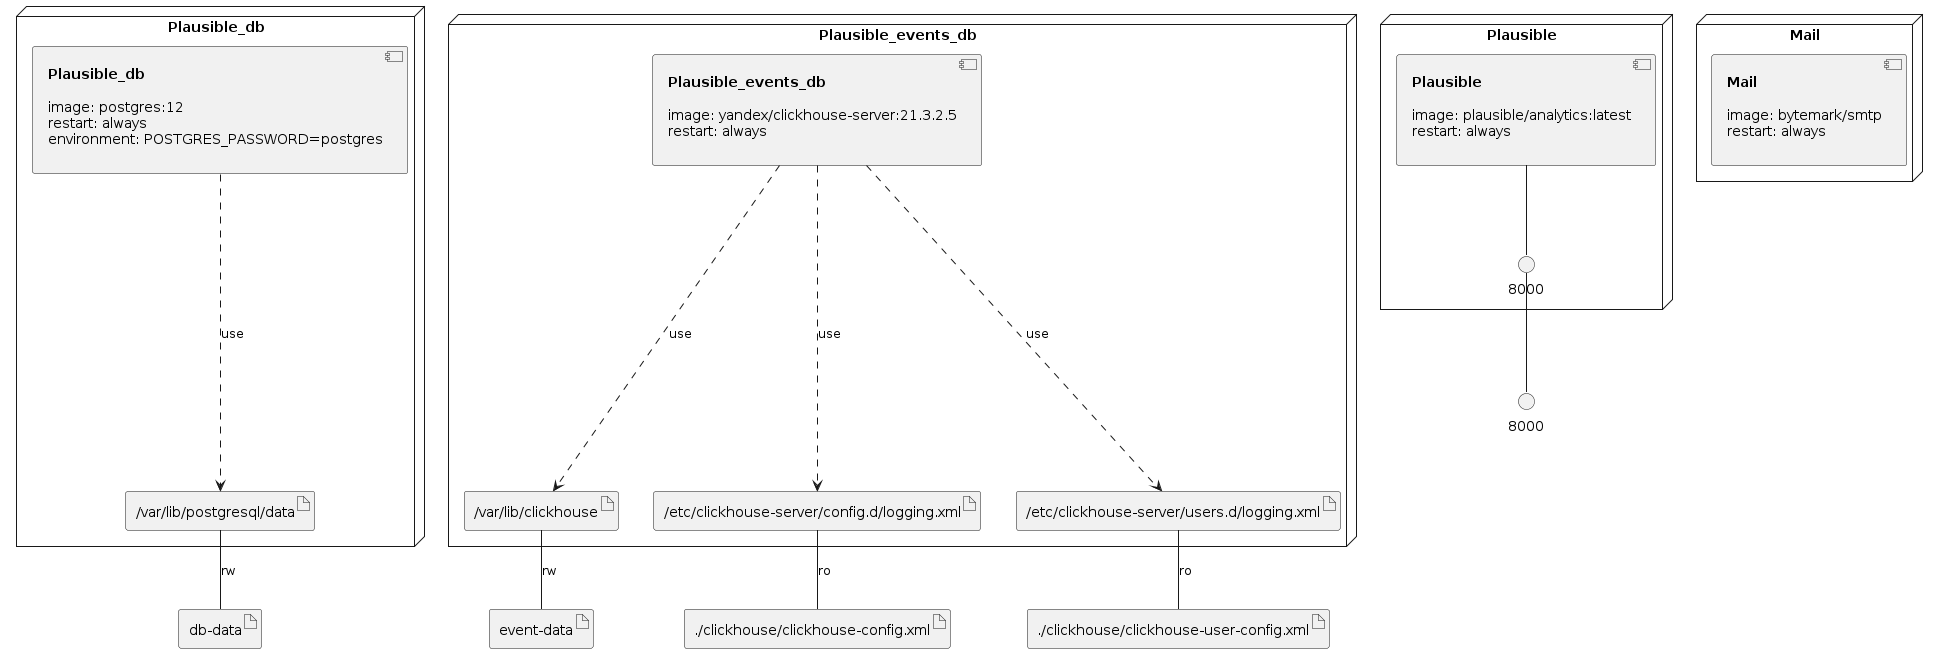 Plausible_db
Plausible_db
image: postgres:12
restart: always
environment: POSTGRES_PASSWORD=postgres
use
/var/lib/postgresql/data
rw
db-data
Plausible_events_db
Plausible_events_db
image: yandex/clickhouse-server:21.3.2.5
restart: always
use
use
use
/var/lib/clickhouse
/etc/clickhouse-server/config.d/logging.xml
/etc/clickhouse-server/users.d/logging.xml
rw
ro
ro
event-data
./clickhouse/clickhouse-config.xml
./clickhouse/clickhouse-user-config.xml
Plausible
Plausible
image: plausible/analytics:latest
restart: always
8000
8000
Mail
Mail
image: bytemark/smtp
restart: always